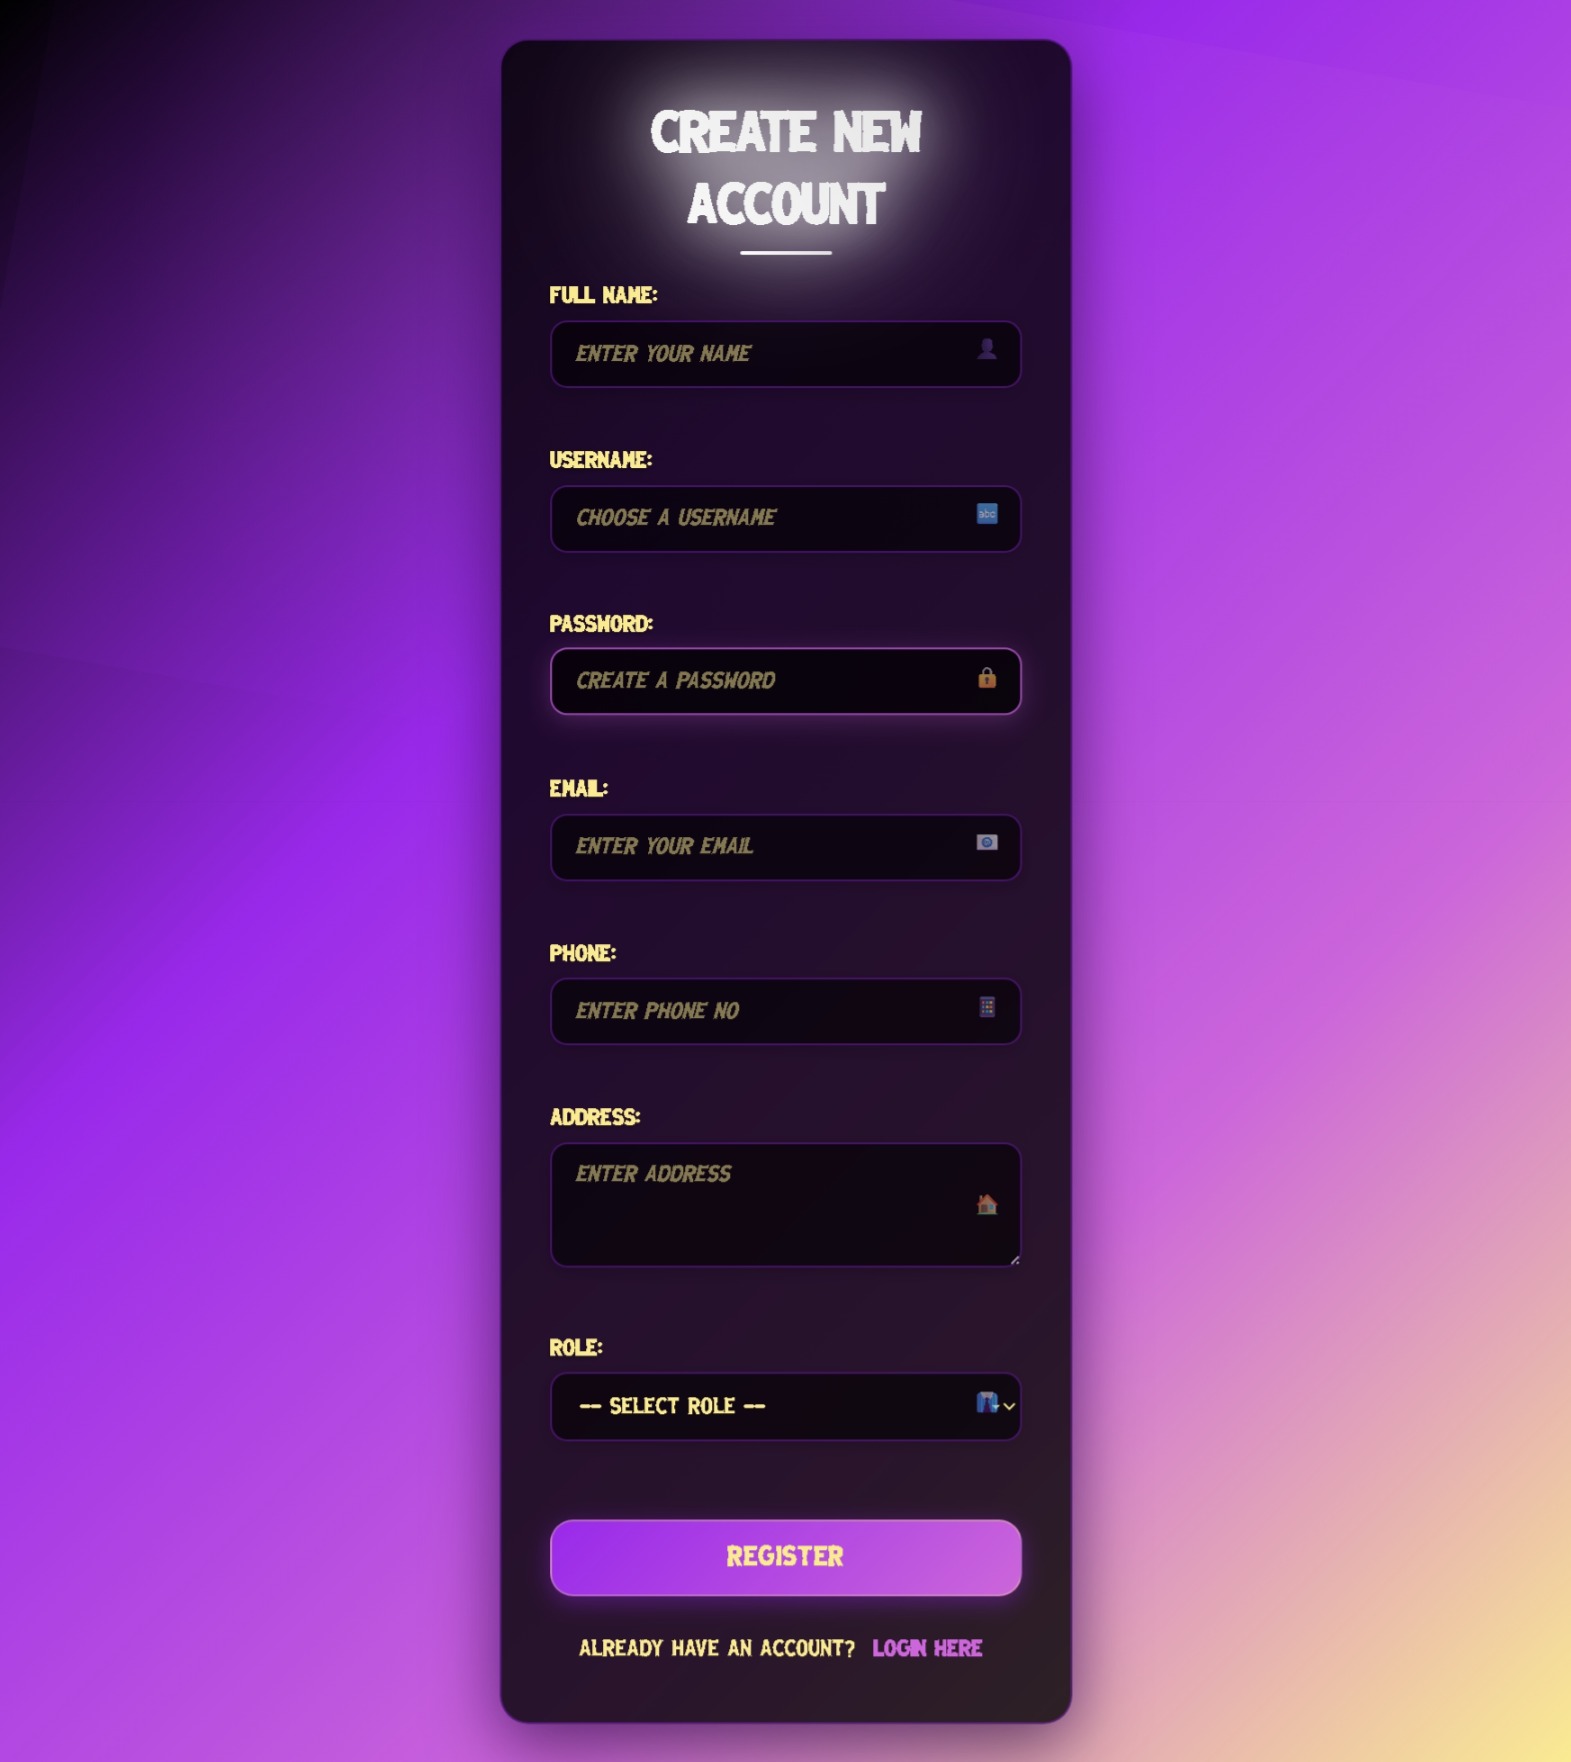 CREATE NEW
ACCOUNT
FULL NAME:
ENTER YOUR NAME
USERNAME:
CHOOSE A USERNAME
abc
PASSWORD:
CREATE A PASSWORD
EMAIL:
ENTER YOUR EMAIL
PHONE:
ENTER PHONE NO
ADDRESS:
ENTER ADDRESS
ROLE:
-- SELECT ROLE --
REGISTER
ALREADY HAVE AN ACCOUNT? LOGIN HERE